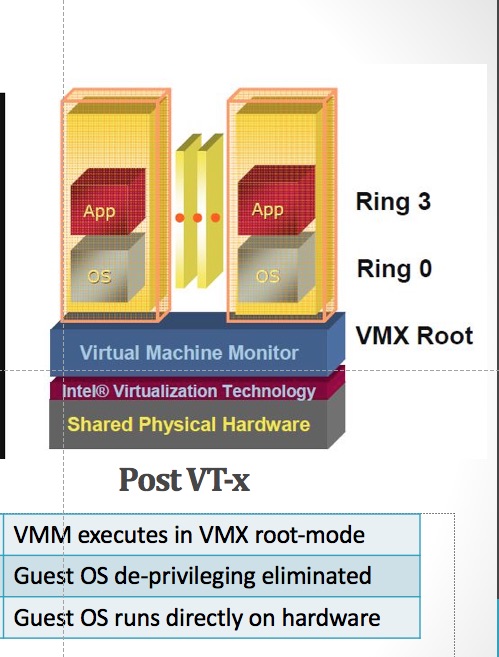 App
App
Ring 3
OS
OS
Ring 0
Virtual Machine Monitor
VMX Root
Intel® Virtualization Technology
Shared Physical Hardware
Post VT-x
VMM executes in VMX root-mode
Guest OS de-privileging eliminated
Guest OS runs directly on hardware